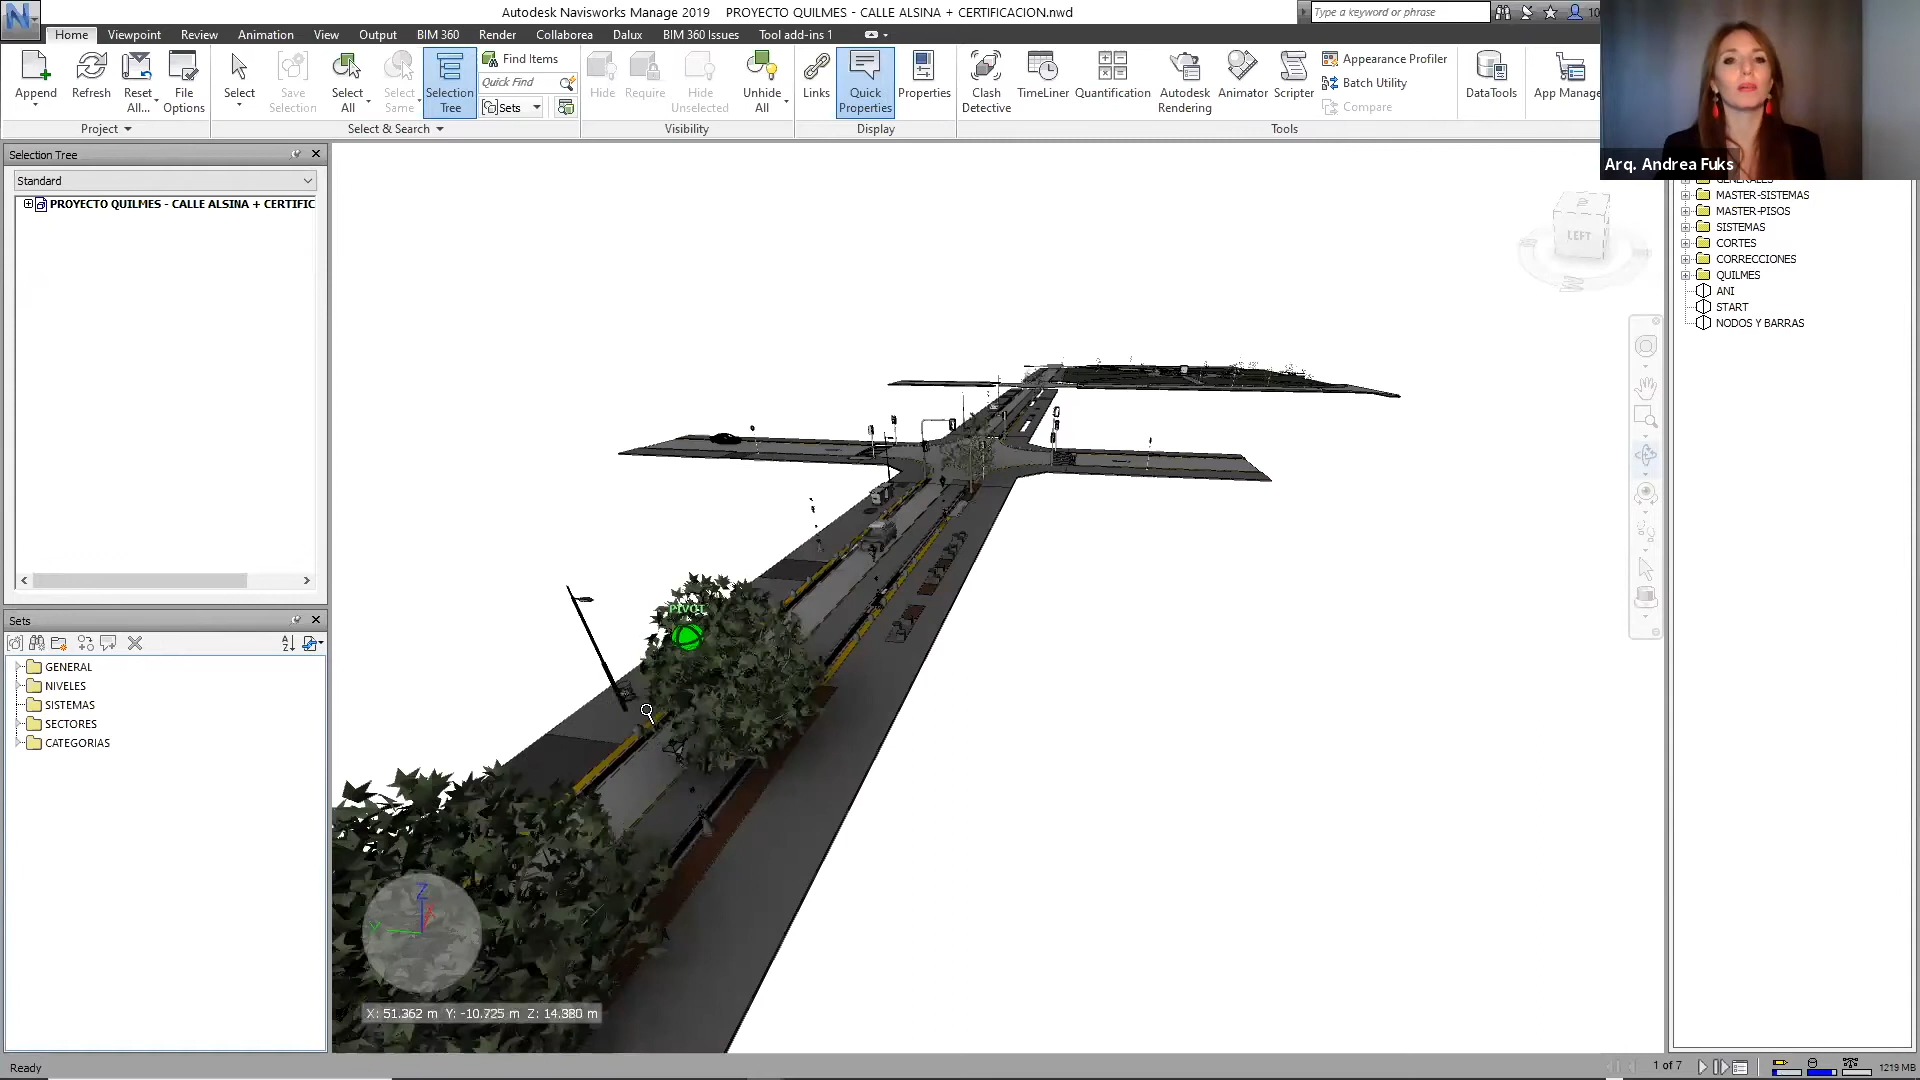 Autodesk Navisworks Manage 2019 PROYECTO QUILMES - CALLE ALSINA + CERTIFICACION.nwd
Type a keyword or phrase
10
Home Viewpoint Review Animation View Output BIM 360 Render Collaborea Dalux BIM 360 Issues Tool add-ins 1
Append
Refresh
Reset All...
File Options
Project
Select
Save Selection
Select All
Select Same
Selection Tree
Find Items
Quick Find
Sets
Select & Search
Hide
Require
Hide Unselected
Unhide All
Visibility
Links
Quick Properties
Properties
Display
Clash Detective
TimeLiner
Quantification
Autodesk Rendering
Animator
Scripter
Appearance Profiler
Batch Utility
Compare
Tools
DataTools
App Manage
Arq. Andrea Fuks
Selection Tree
Standard
PROYECTO QUILMES - CALLE ALSINA + CERTIFIC
Sets
GENERAL
NIVELES
SISTEMAS
SECTORES
CATEGORIAS
PIVOT
LEFT
Z
Y
X: 51.362 m Y: -10.725 m Z: 14.380 m
GENERALES
MASTER-SISTEMAS
MASTER-PISOS
SISTEMAS
CORTES
CORRECCIONES
QUILMES
ANI
START
NODOS Y BARRAS
Ready
1 of 7
1219 MB